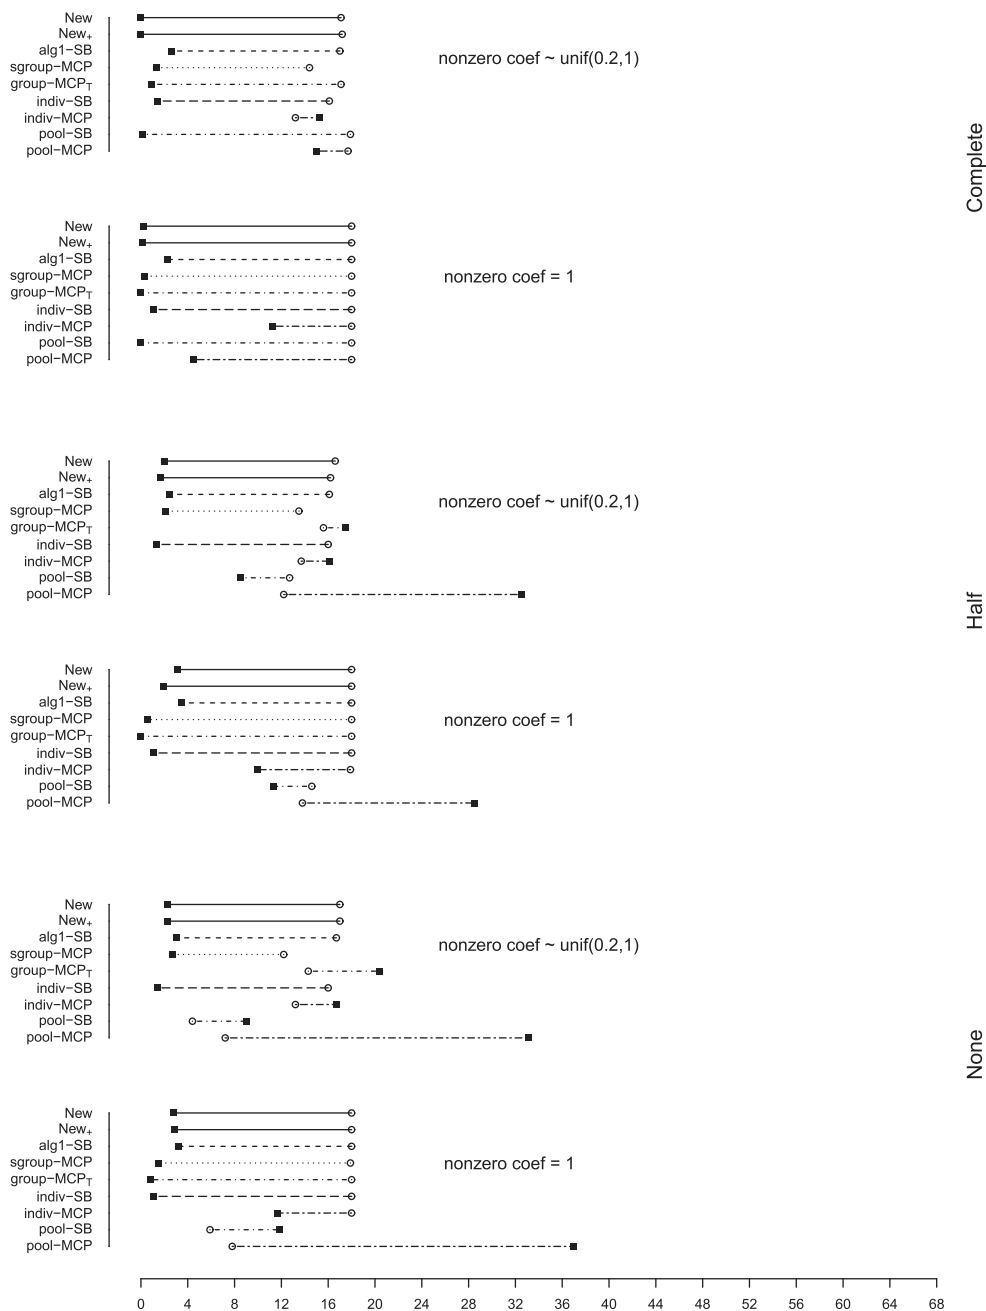 New
New+
alg1−SB
nonzero coef ~ unif(0.2,1)
sgroup−MCP
group−MCPT
indiv−SB
indiv−MCP
pool−SB
pool−MCP
Complete
New
New+
alg1−SB
sgroup−MCP
nonzero coef = 1
group−MCPT
indiv−SB
indiv−MCP
pool−SB
pool−MCP
New
New+
alg1−SB
nonzero coef ~ unif(0.2,1)
sgroup−MCP
group−MCPT
indiv−SB
indiv−MCP
pool−SB
pool−MCP
Half
New
New+
alg1−SB
sgroup−MCP
nonzero coef = 1
group−MCPT
indiv−SB
indiv−MCP
pool−SB
pool−MCP
New
New+
alg1−SB
nonzero coef ~ unif(0.2,1)
sgroup−MCP
group−MCPT
indiv−SB
indiv−MCP
pool−SB
pool−MCP
None
New
New+
alg1−SB
sgroup−MCP
nonzero coef = 1
group−MCPT
indiv−SB
indiv−MCP
pool−SB
pool−MCP
0 4 8 12 16 20 24 28 32 36 40 44 48 52 56 60 64 68